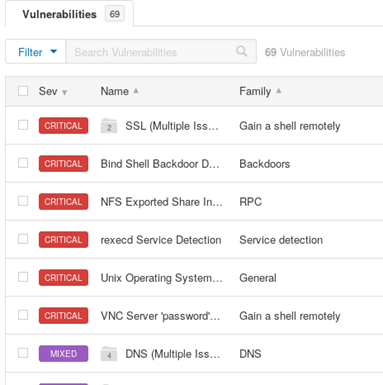 Vulnerabilities 69
Filter Search Vulnerabilities 69 Vulnerabilities
Sev Name Family
CRITICAL 2 SSL (Multiple Iss... Gain a shell remotely
CRITICAL Bind Shell Backdoor D... Backdoors
CRITICAL NFS Exported Share In... RPC
CRITICAL rexecd Service Detection Service detection
CRITICAL Unix Operating System... General
CRITICAL VNC Server 'password'... Gain a shell remotely
MIXED 4 DNS (Multiple Iss... DNS